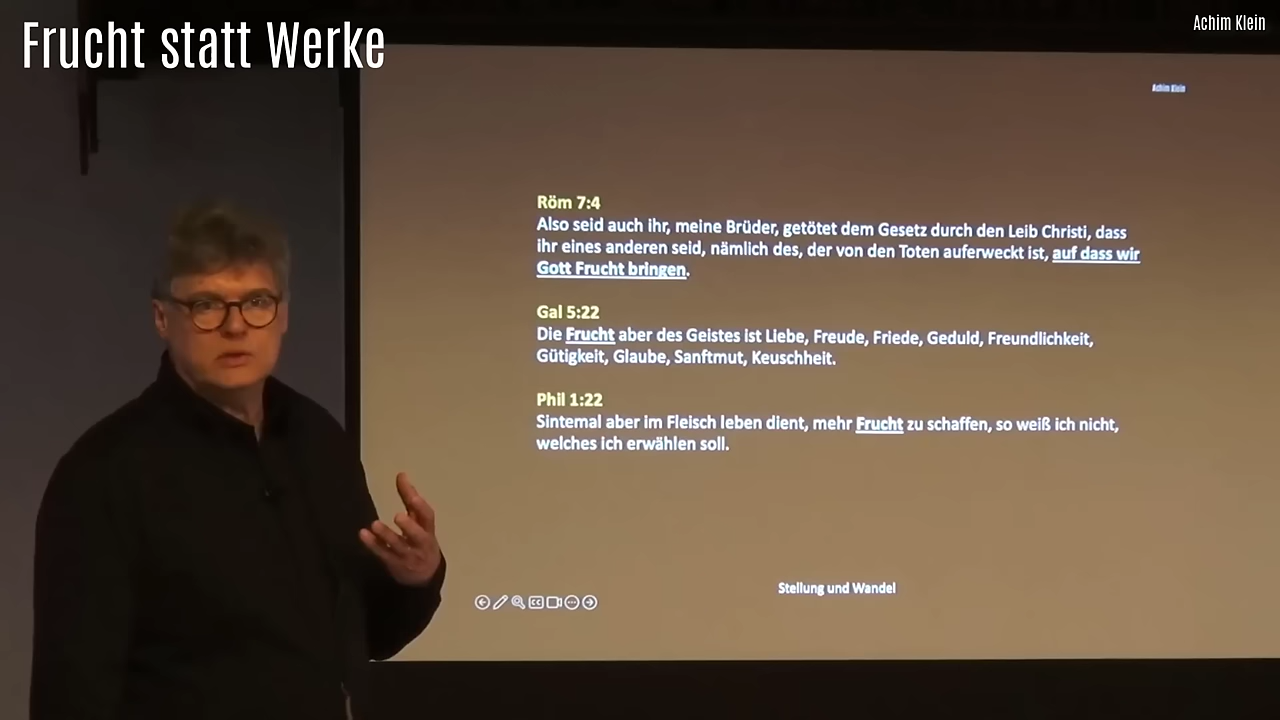 Frucht statt Werke
Achim Klein
Achim Klein
Röm 7:4
Also seid auch ihr, meine Brüder, getötet dem Gesetz durch den Leib Christi, dass
ihr eines anderen seid, nämlich des, der von den Toten auferweckt ist, auf dass wir
Gott Frucht bringen.
Gal 5:22
Die Frucht aber des Geistes ist Liebe, Freude, Friede, Geduld, Freundlichkeit,
Gütigkeit, Glaube, Sanftmut, Keuschheit.
Phil 1:22
Sintemal aber im Fleisch leben dient, mehr Frucht zu schaffen, so weiß ich nicht,
welches ich erwählen soll.
Stellung und Wandel
CC